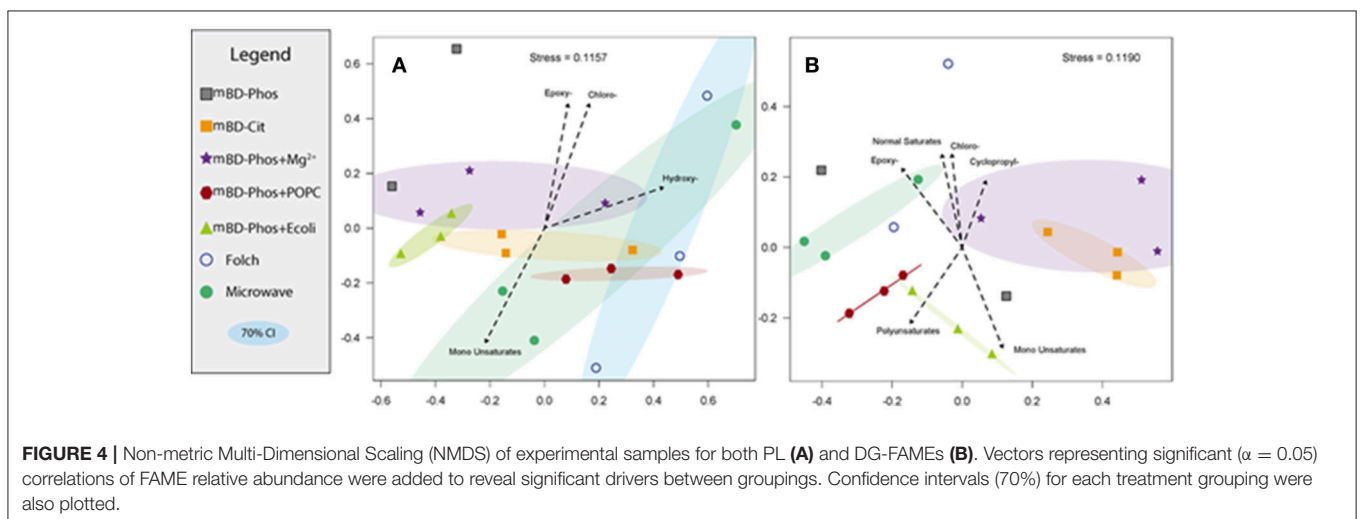 Legend
mBD-Phos
mBD-Cit
mBD-Phos+Mg²⁺
mBD-Phos+POPC
mBD-Phos+Ecoli
Folch
Microwave
70% CI
A
Stress = 0.1157
Epoxy-
Chloro-
Hydroxy-
Mono Unsaturates
0.6
0.4
0.2
0.0
-0.2
-0.4
-0.6
-0.4
-0.2
0.0
0.2
0.4
0.6
B
Stress = 0.1190
Normal Saturates
Chloro-
Epoxy-
Cyclopropyl-
Polyunsaturates
Mono Unsaturates
0.4
0.2
0.0
-0.2
-0.4
-0.2
0.0
0.2
0.4
FIGURE 4 | Non-metric Multi-Dimensional Scaling (NMDS) of experimental samples for both PL (A) and DG-FAMEs (B). Vectors representing significant (α = 0.05)
correlations of FAME relative abundance were added to reveal significant drivers between groupings. Confidence intervals (70%) for each treatment grouping were
also plotted.